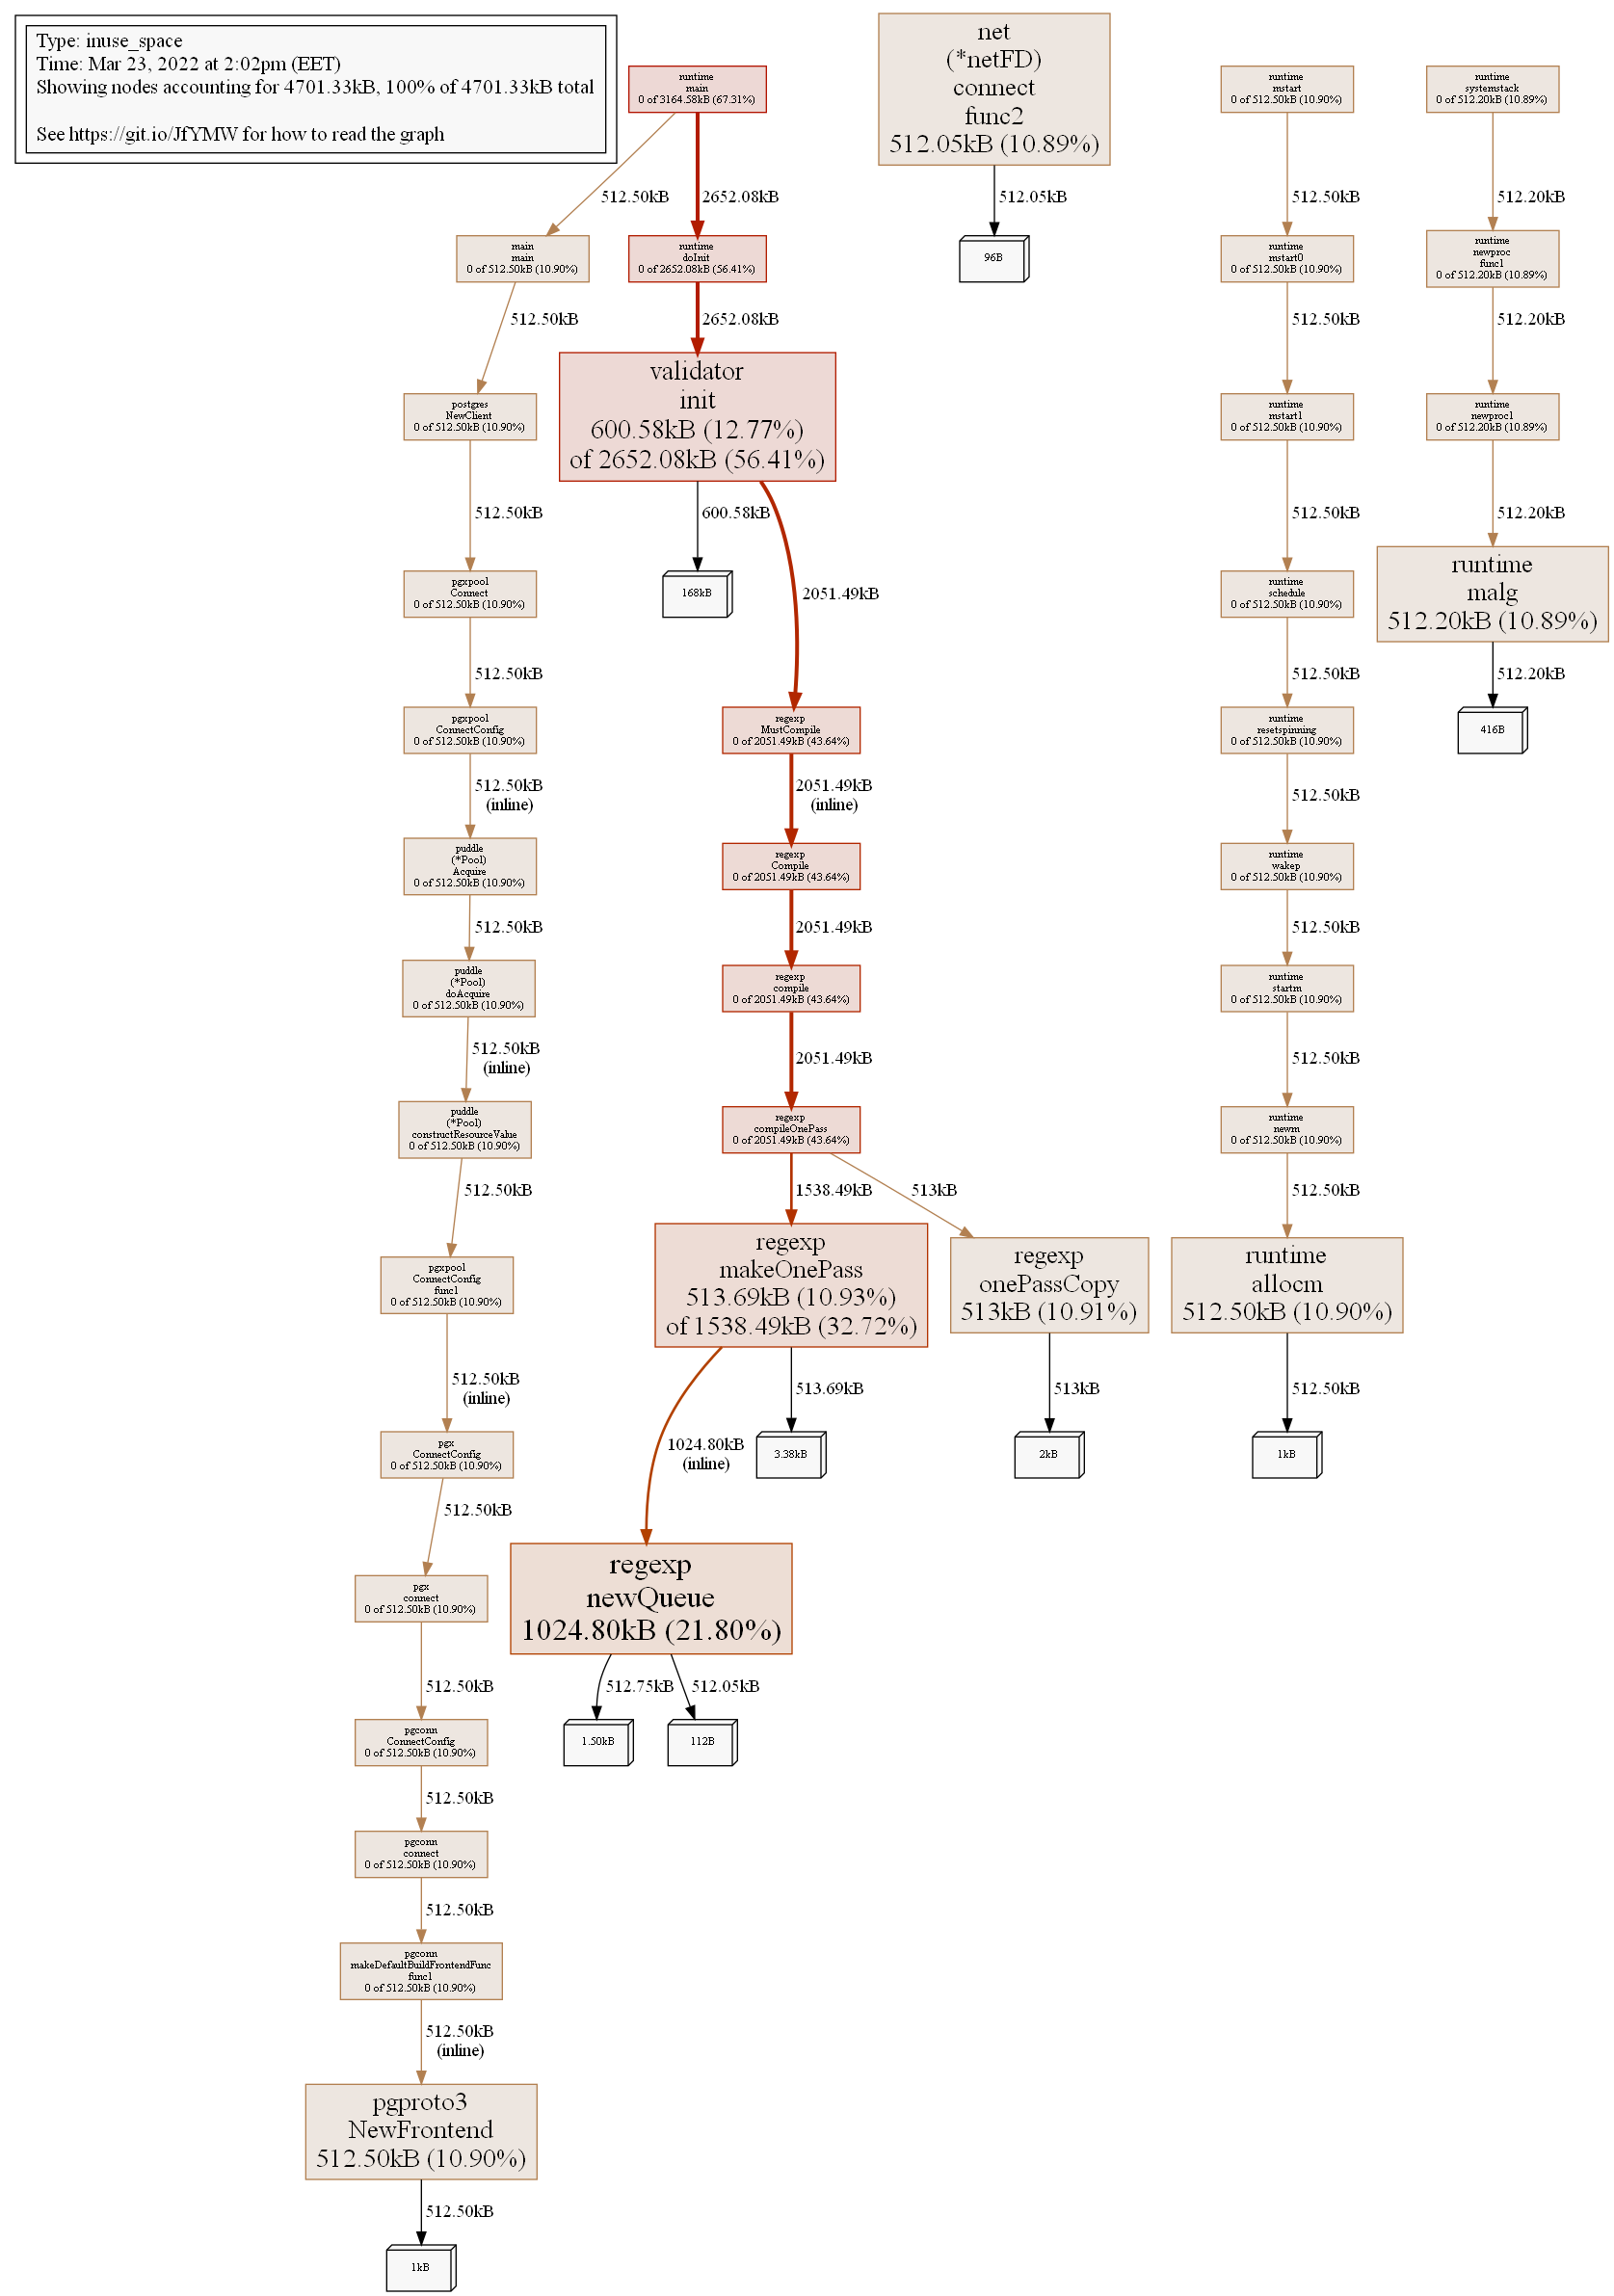 Type: inuse_space
Time: Mar 23, 2022 at 2:02pm (EET)
Showing nodes accounting for 4701.33kB, 100% of 4701.33kB total
See https://git.io/JfYMW for how to read the graph
runtime
main
0 of 3164.58kB (67.31%)
512.50kB
2652.08kB
main
main
0 of 512.50kB (10.90%)
runtime
doInit
0 of 2652.08kB (56.41%)
512.50kB
2652.08kB
postgres
NewClient
0 of 512.50kB (10.90%)
validator
init
600.58kB (12.77%)
of 2652.08kB (56.41%)
512.50kB
600.58kB
168kB
2051.49kB
pgxpool
Connect
0 of 512.50kB (10.90%)
512.50kB
pgxpool
ConnectConfig
0 of 512.50kB (10.90%)
512.50kB
(inline)
puddle
(*Pool)
Acquire
0 of 512.50kB (10.90%)
512.50kB
puddle
(*Pool)
doAcquire
0 of 512.50kB (10.90%)
512.50kB
(inline)
puddle
(*Pool)
constructResourceValue
0 of 512.50kB (10.90%)
512.50kB
pgxpool
ConnectConfig
func1
0 of 512.50kB (10.90%)
512.50kB
(inline)
pgx
ConnectConfig
0 of 512.50kB (10.90%)
512.50kB
pgx
connect
0 of 512.50kB (10.90%)
512.50kB
pgconn
ConnectConfig
0 of 512.50kB (10.90%)
512.50kB
pgconn
connect
0 of 512.50kB (10.90%)
512.50kB
pgconn
makeDefaultBuildFrontendFunc
func1
0 of 512.50kB (10.90%)
512.50kB
(inline)
pgproto3
NewFrontend
512.50kB (10.90%)
512.50kB
1kB
regexp
MustCompile
0 of 2051.49kB (43.64%)
2051.49kB
(inline)
regexp
Compile
0 of 2051.49kB (43.64%)
2051.49kB
regexp
compile
0 of 2051.49kB (43.64%)
2051.49kB
regexp
compileOnePass
0 of 2051.49kB (43.64%)
1538.49kB
513kB
regexp
makeOnePass
513.69kB (10.93%)
of 1538.49kB (32.72%)
regexp
onePassCopy
513kB (10.91%)
1024.80kB
(inline)
513.69kB
3.38kB
513kB
2kB
regexp
newQueue
1024.80kB (21.80%)
512.75kB
512.05kB
1.50kB
112B
net
(*netFD)
connect
func2
512.05kB (10.89%)
512.05kB
96B
runtime
mstart
0 of 512.50kB (10.90%)
512.50kB
runtime
mstart0
0 of 512.50kB (10.90%)
512.50kB
runtime
mstart1
0 of 512.50kB (10.90%)
512.50kB
runtime
schedule
0 of 512.50kB (10.90%)
512.50kB
runtime
resetspinning
0 of 512.50kB (10.90%)
512.50kB
runtime
wakep
0 of 512.50kB (10.90%)
512.50kB
runtime
startm
0 of 512.50kB (10.90%)
512.50kB
runtime
newm
0 of 512.50kB (10.90%)
512.50kB
runtime
allocm
512.50kB (10.90%)
512.50kB
1kB
runtime
systemstack
0 of 512.20kB (10.89%)
512.20kB
runtime
newproc
func1
0 of 512.20kB (10.89%)
512.20kB
runtime
newproc1
0 of 512.20kB (10.89%)
512.20kB
runtime
malg
512.20kB (10.89%)
512.20kB
416B